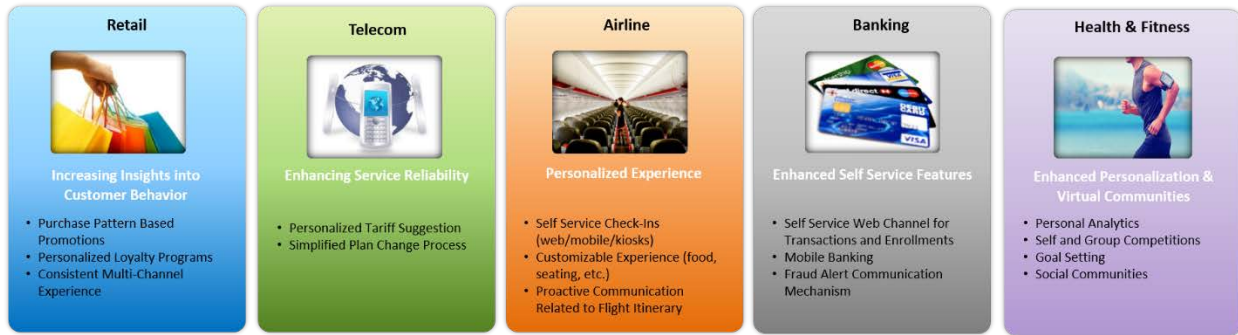 Retail
Increasing Insights into
Customer Behavior
• Purchase Pattern Based
Promotions
• Personalized Loyalty Programs
• Consistent Multi-Channel
Experience
Telecom
Enhancing Service Reliability
• Personalized Tariff Suggestion
• Simplified Plan Change Process
Airline
Personalized Experience
• Self Service Check-Ins
(web/mobile/kiosks)
• Customizable Experience (food,
seating, etc.)
• Proactive Communication
Related to Flight Itinerary
Banking
direct
VISA
Enhanced Self Service Features
• Self Service Web Channel for
Transactions and Enrollments
• Mobile Banking
• Fraud Alert Communication
Mechanism
Health & Fitness
Enhanced Personalization &
Virtual Communities
• Personal Analytics
• Self and Group Competitions
• Goal Setting
• Social Communities